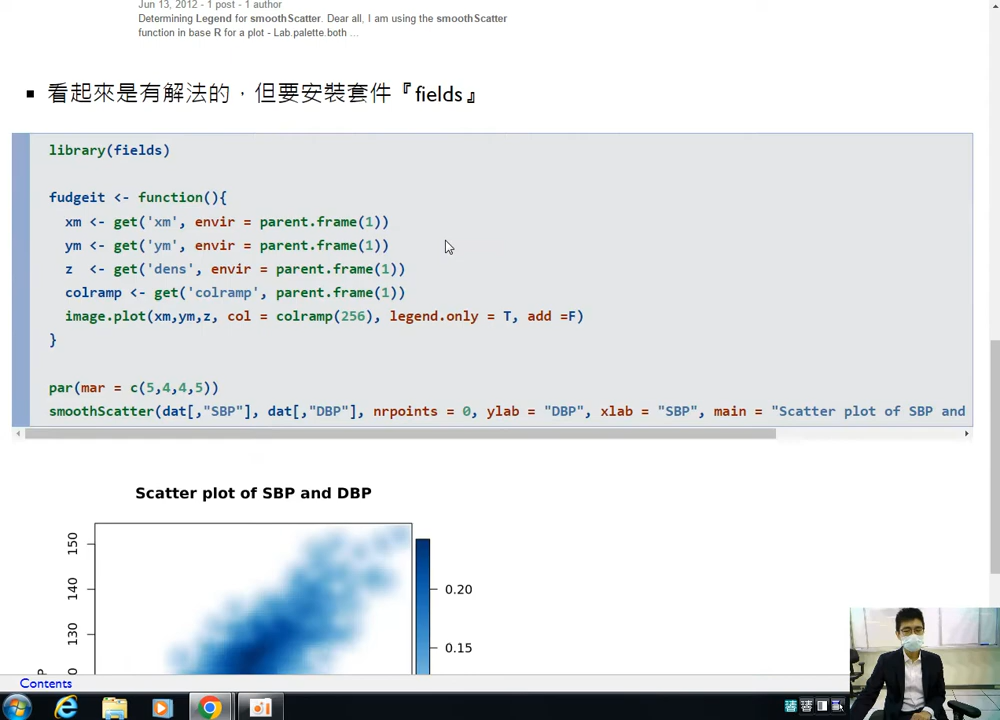 Jun 13, 2012 - 1 post - 1 author
Determining Legend for smoothScatter. Dear all, I am using the smoothScatter
function in base R for a plot - Lab.palette.both ...
▪ 看起來是有解法的，但要安裝套件『fields』
library(fields)
fudgeit <- function(){
xm <- get('xm', envir = parent.frame(1))
ym <- get('ym', envir = parent.frame(1))
z <- get('dens', envir = parent.frame(1))
colramp <- get('colramp', parent.frame(1))
image.plot(xm,ym,z, col = colramp(256), legend.only = T, add =F)
}
par(mar = c(5,4,4,5))
smoothScatter(dat[,"SBP"], dat[,"DBP"], nrpoints = 0, ylab = "DBP", xlab = "SBP", main = "Scatter plot of SBP and
Scatter plot of SBP and DBP
150
140
130
0.20
0.15
Contents